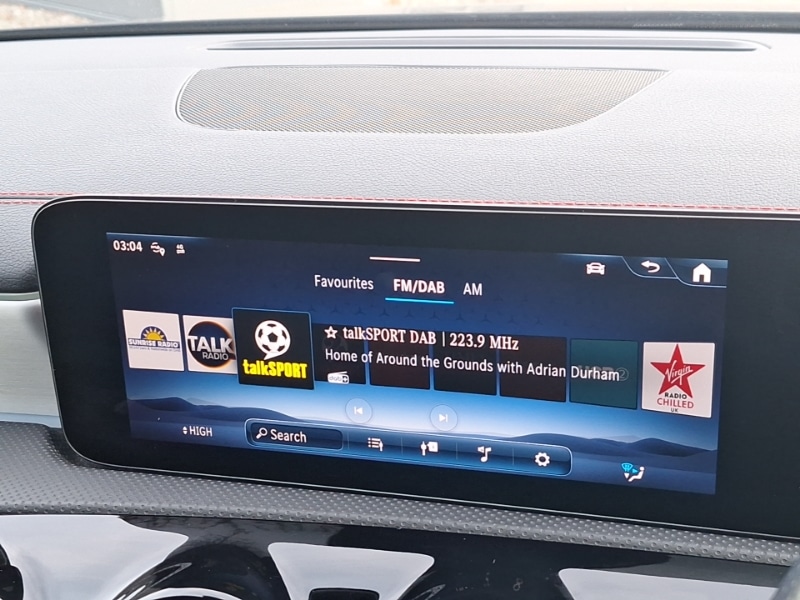 03:04
Favourites FM/DAB AM
SUNRISE RADIO
TALK
RADIO
talkSPORT
talkSPORT DAB | 223.9 MHz
Home of Around the Grounds with Adrian Durham
dab+
Virgin
RADIO
CHILLED
UK
HIGH
Search